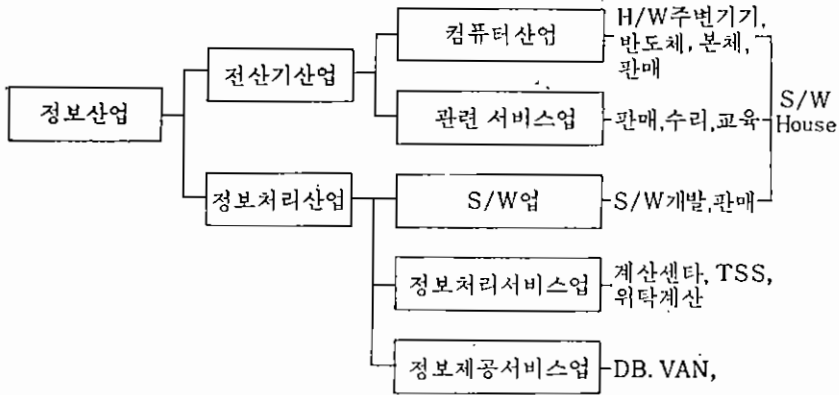 정보산업
전산기산업
컴퓨터산업
H/W주변기기,
반도체, 본체,
판매
관련 서비스업
판매,수리,교육
S/W
House
정보처리산업
S/W업
S/W개발,판매
정보처리서비스업
계산센타, TSS,
위탁계산
정보제공서비스업
DB. VAN,